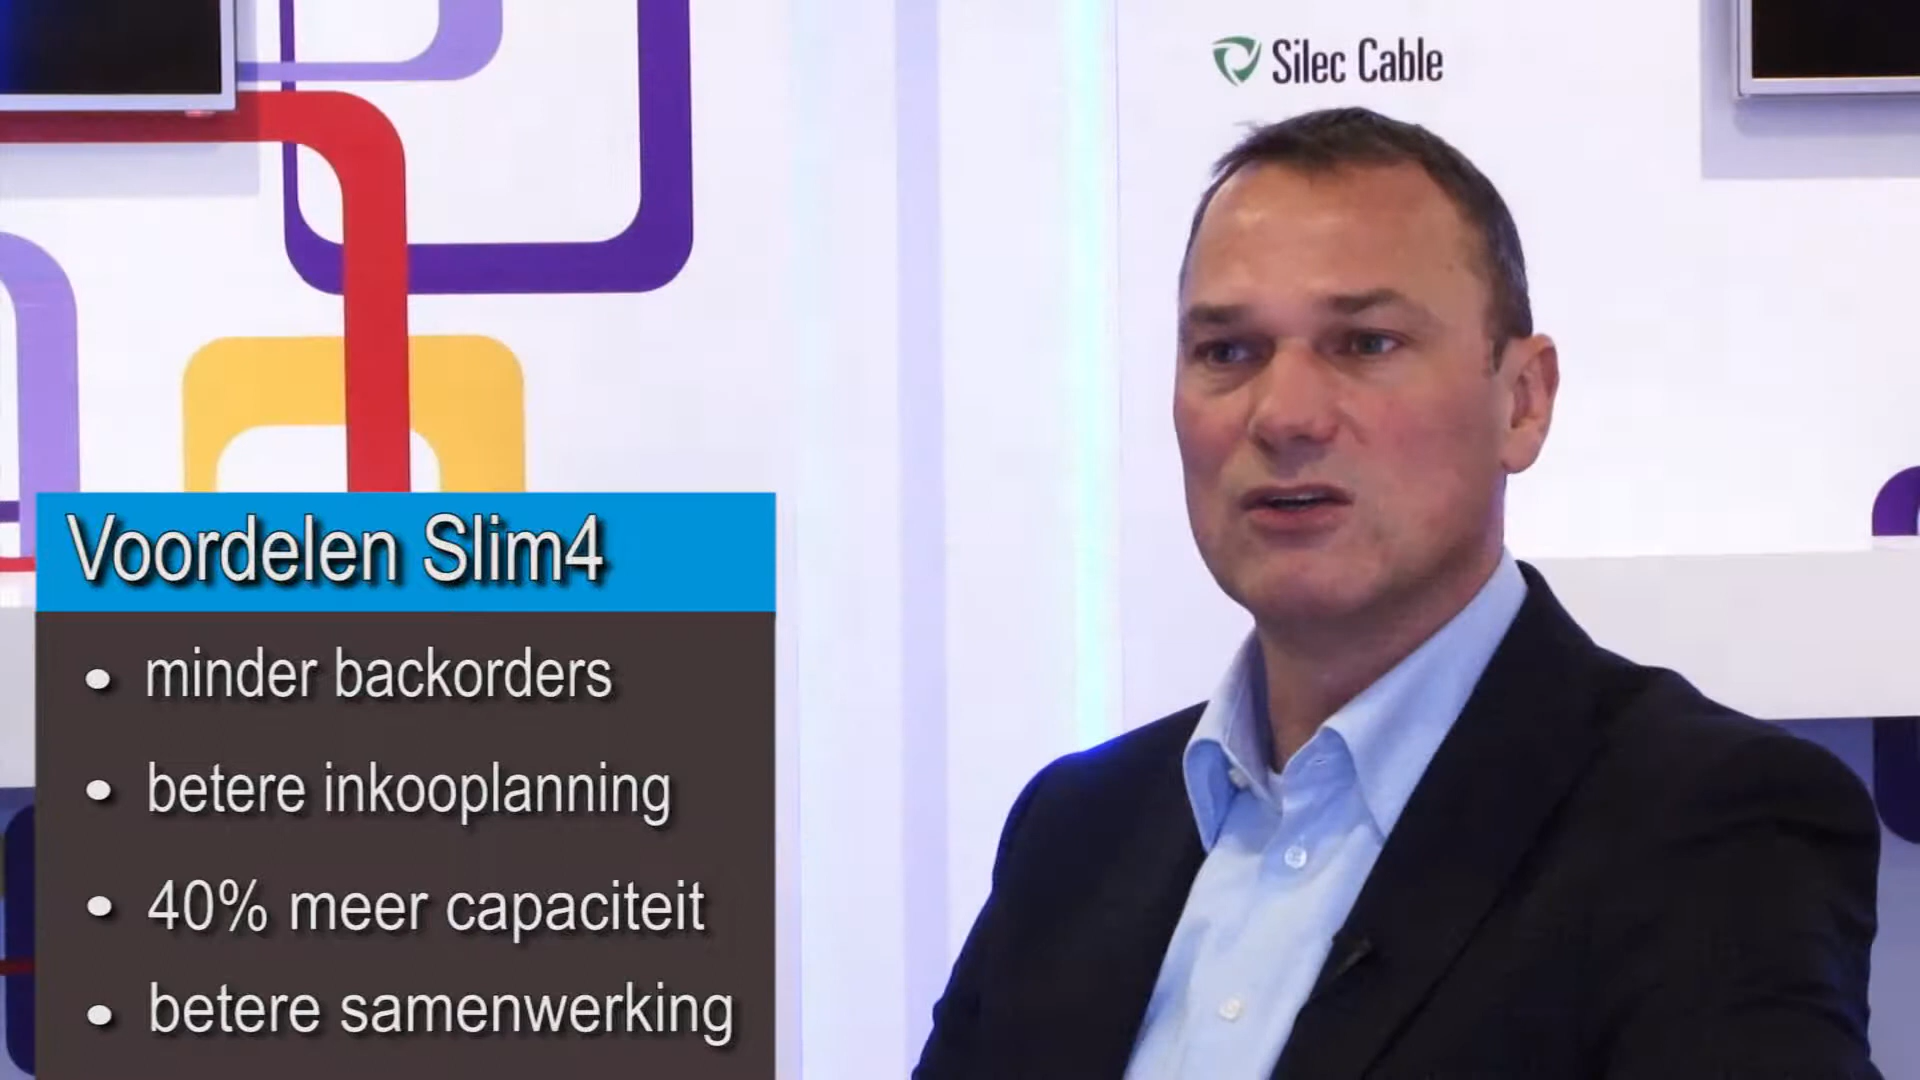 Silec Cable
Voordelen Slim4
• minder backorders
• betere inkooplanning
• 40% meer capaciteit
• betere samenwerking